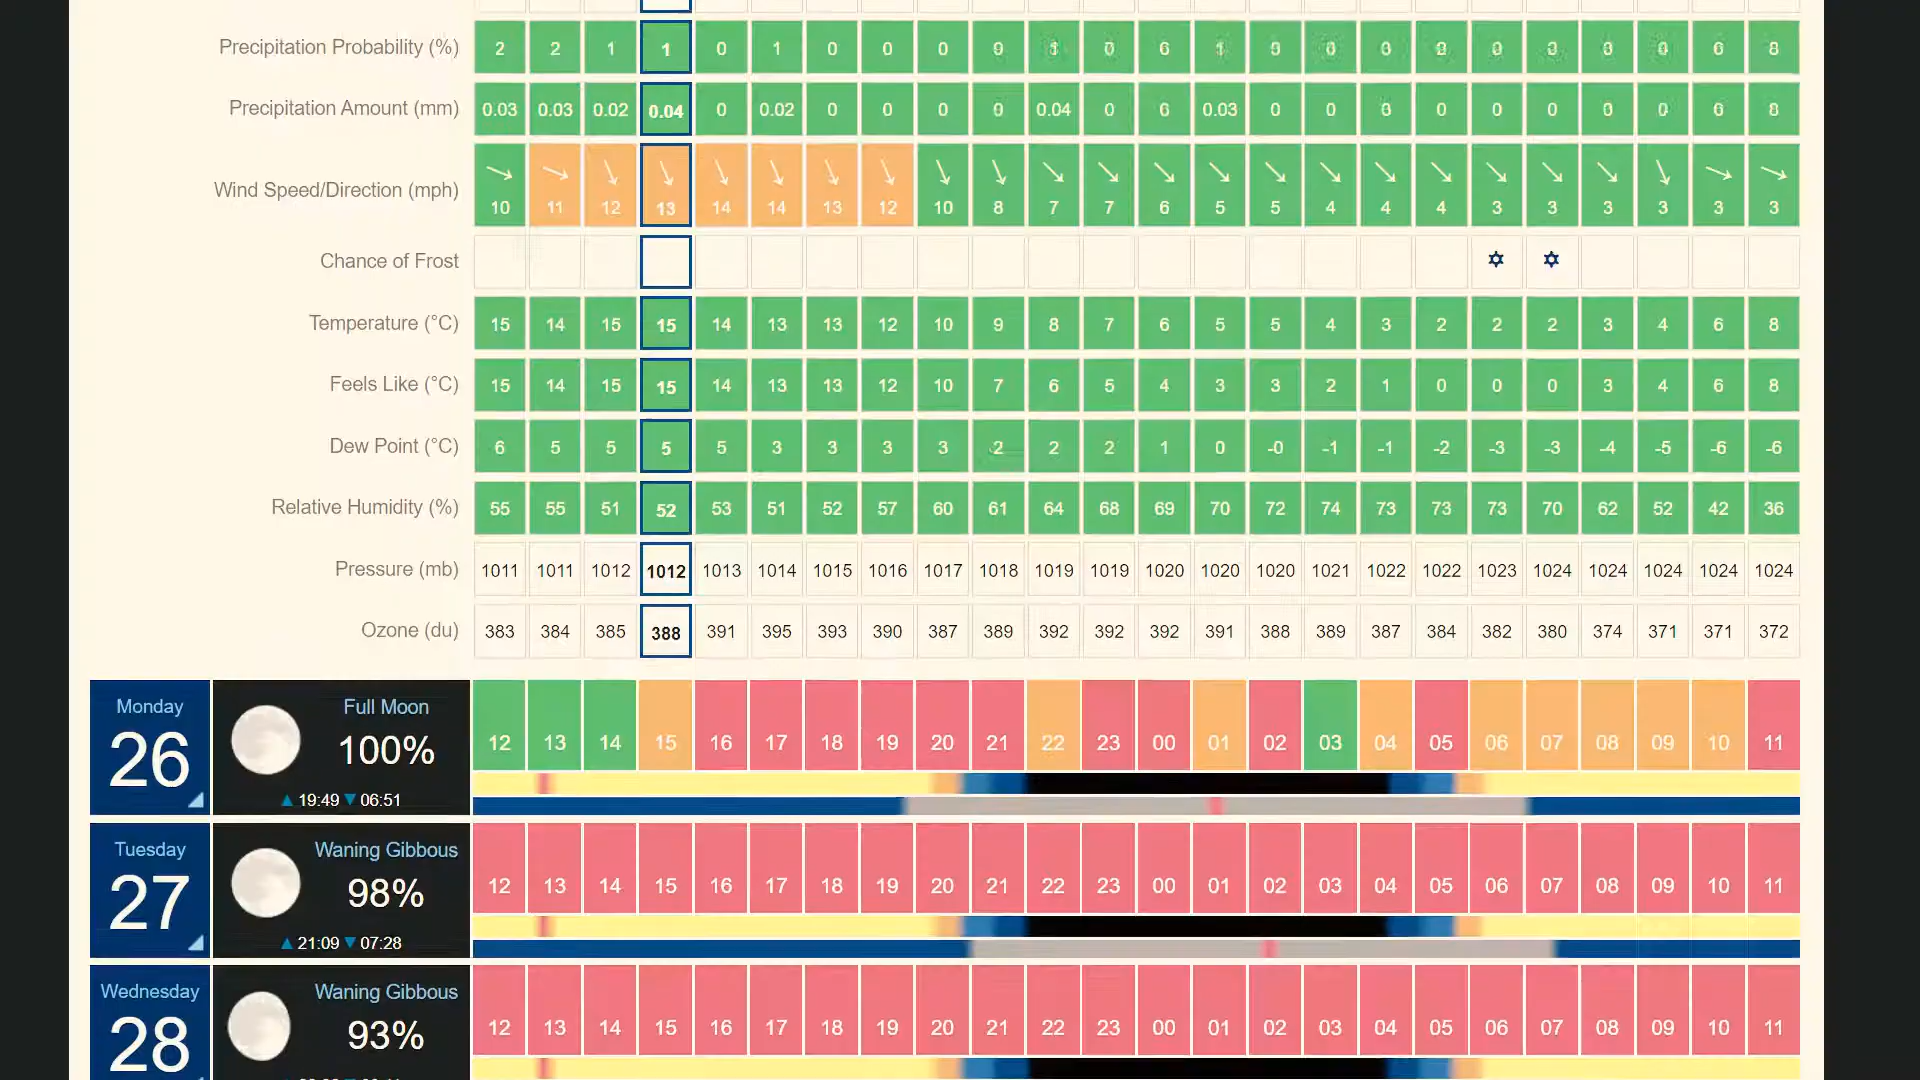 Precipitation Probability (%) 2 2 1 1 0 1 0 0 0 0 0 0
Precipitation Amount (mm) 0.03 0.03 0.02 0.04 0 0.02 0 0 0 0 0.04 0 0.03 0 0 0 0 0 0 0 0
Wind Speed/Direction (mph) 10 11 12 13 14 14 13 12 10 8 7 7 6 5 5 4 4 4 3 3 3 3 3 3
Chance of Frost
Temperature (°C) 15 14 15 15 14 13 13 12 10 9 8 7 6 5 5 4 3 2 2 2 3 4 6 8
Feels Like (°C) 15 14 15 15 14 13 13 12 10 7 6 5 4 3 3 2 1 0 0 0 3 4 6 8
Dew Point (°C) 6 5 5 5 5 3 3 3 3 2 2 2 1 0 -0 -1 -1 -2 -3 -3 -4 -5 -6 -6
Relative Humidity (%) 55 55 51 52 53 51 52 57 60 61 64 68 69 70 72 74 73 73 73 70 62 52 42 36
Pressure (mb) 1011 1011 1012 1012 1013 1014 1015 1016 1017 1018 1019 1019 1020 1020 1020 1021 1022 1022 1023 1024 1024 1024 1024 1024
Ozone (du) 383 384 385 388 391 395 393 390 387 389 392 392 392 391 388 389 387 384 382 380 374 371 371 372
Monday
26
Full Moon
100%
▲ 19:49 ▼ 06:51
12 13 14 15 16 17 18 19 20 21 22 23 00 01 02 03 04 05 06 07 08 09 10 11
Tuesday
27
Waning Gibbous
98%
▲ 21:09 ▼ 07:28
12 13 14 15 16 17 18 19 20 21 22 23 00 01 02 03 04 05 06 07 08 09 10 11
Wednesday
28
Waning Gibbous
93%
12 13 14 15 16 17 18 19 20 21 22 23 00 01 02 03 04 05 06 07 08 09 10 11